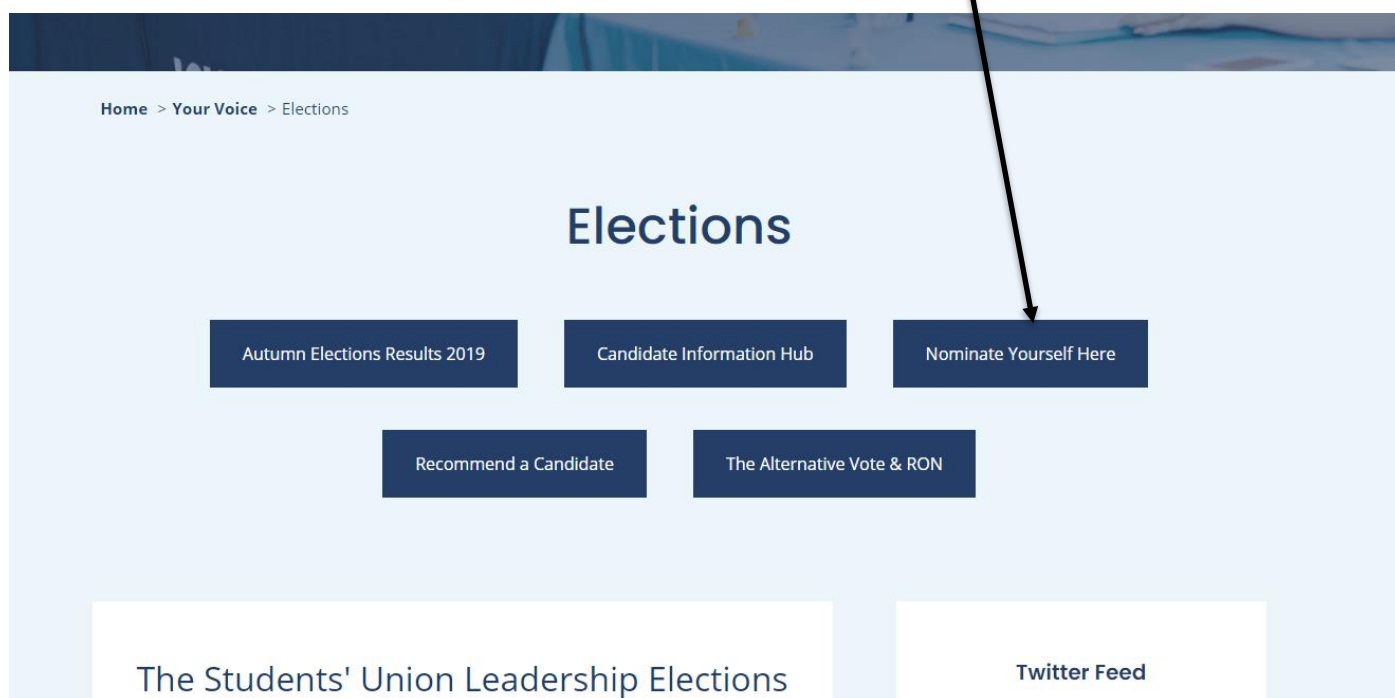 Home > Your Voice > Elections
Elections
Autumn Elections Results 2019
Candidate Information Hub
Nominate Yourself Here
Recommend a Candidate
The Alternative Vote & RON
The Students' Union Leadership Elections
Twitter Feed